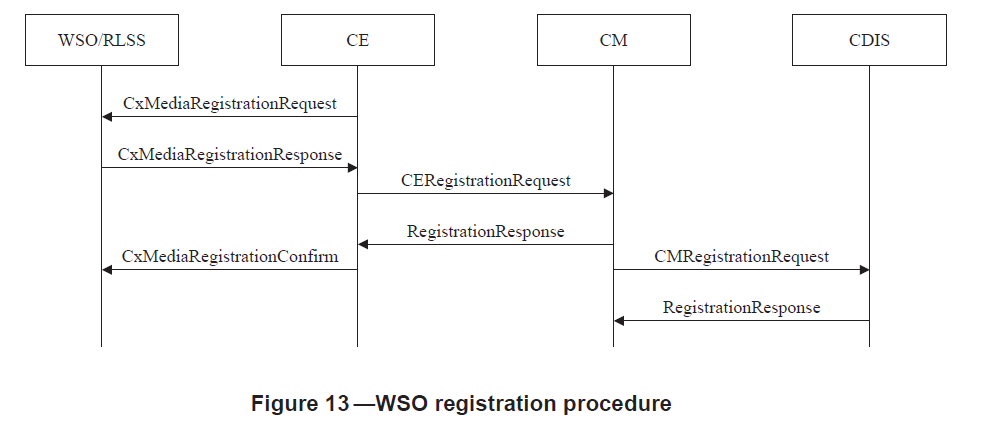 WSO/RLSS CE CM CDIS
CxMediaRegistrationRequest
CxMediaRegistrationResponse
CERegistrationRequest
RegistrationResponse
CxMediaRegistrationConfirm CMRegistrationRequest
RegistrationResponse
Figure 13—WSO registration procedure